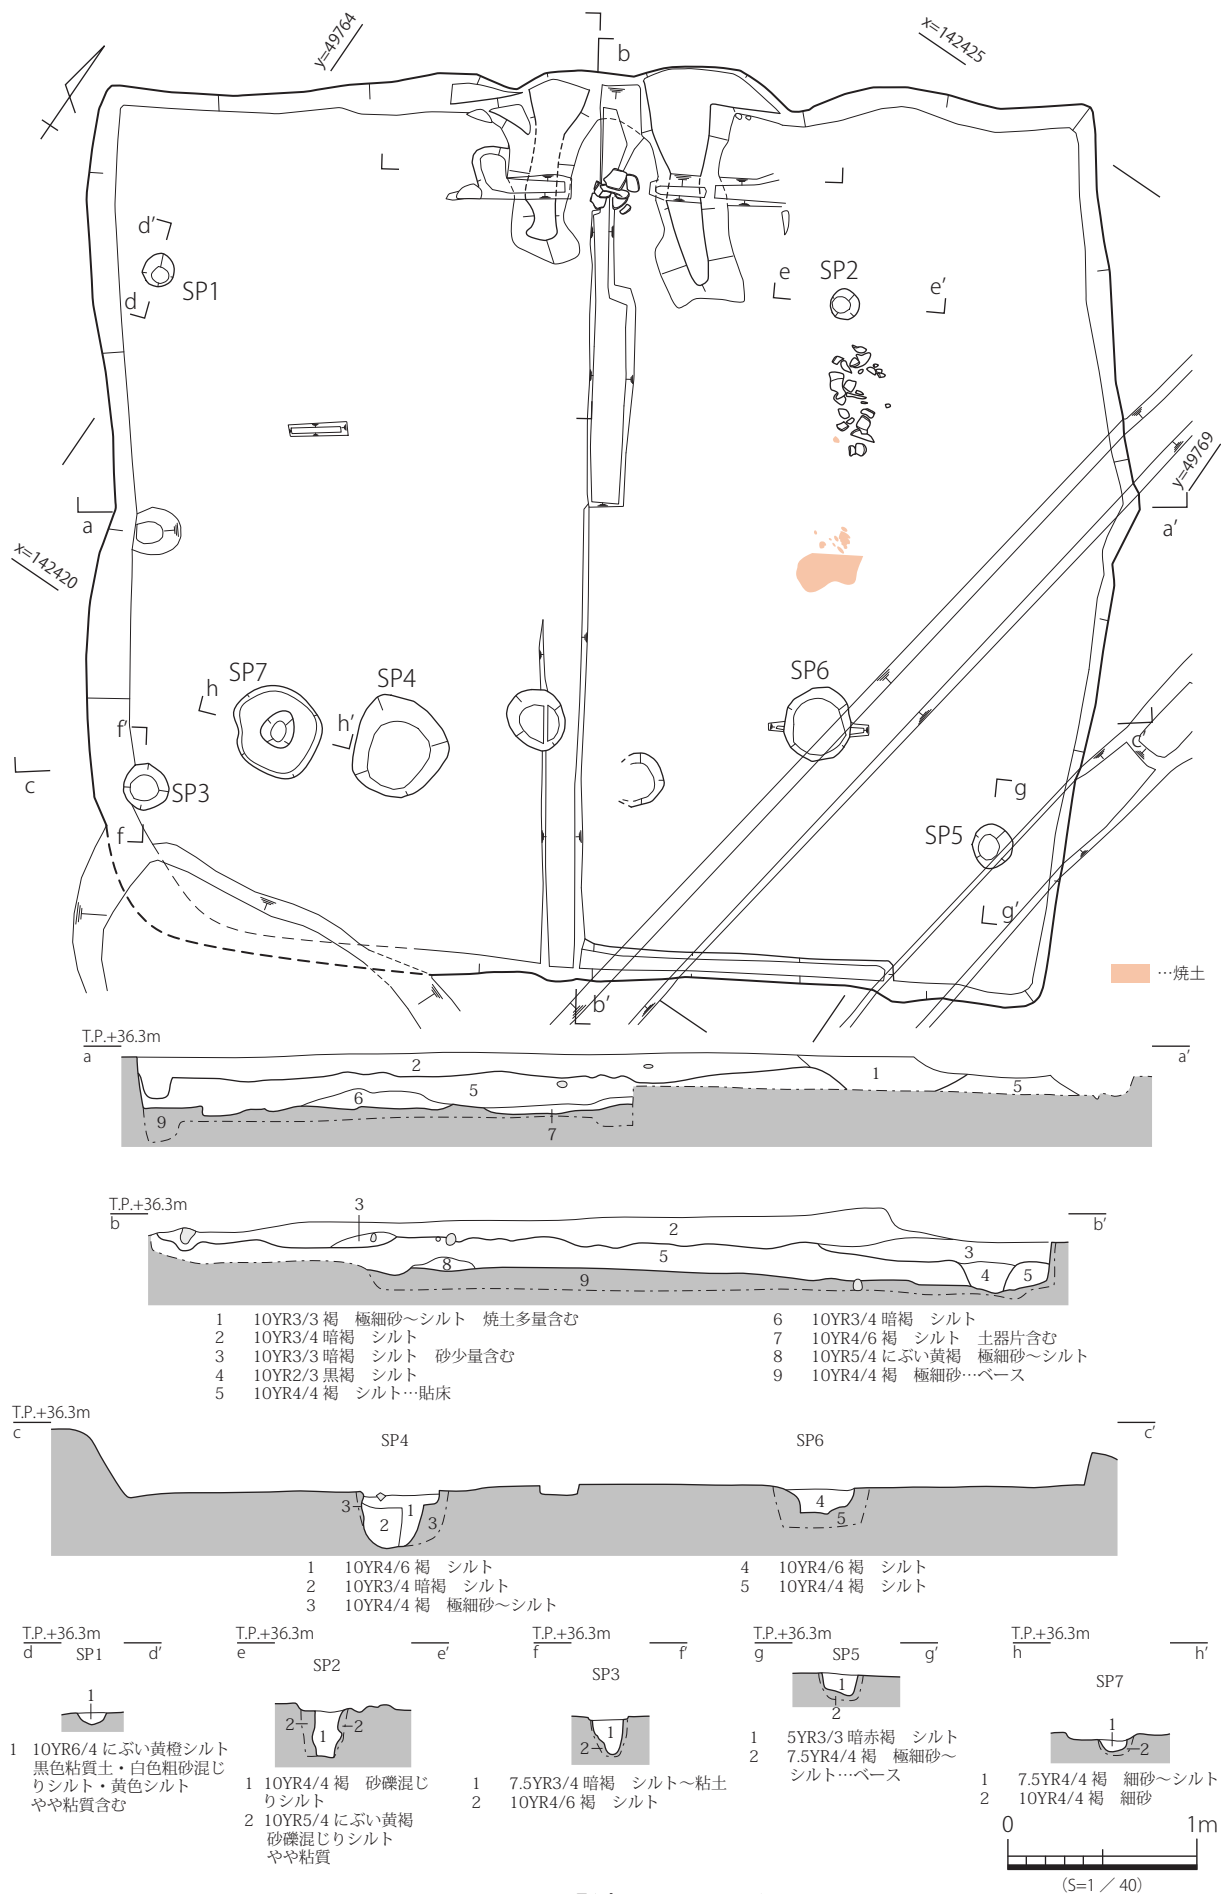 y=49764
b
x=142425
d'
SP1
d
e
SP2
e'
a
a'
y=49769
x=142420
SP7
h
SP4
h'
SP6
f'
c
SP3
f
g
SP5
g'
…焼土
b'
T.P.+36.3m
a
a'
2
1
5
5
6
9
7
T.P.+36.3m
b
b'
3
2
5
3
8
9
4
5
1 10YR3/3 褐 極細砂～シルト 焼土多量含む
2 10YR3/4 暗褐 シルト
3 10YR3/3 暗褐 シルト 砂少量含む
4 10YR2/3 黒褐 シルト
5 10YR4/4 褐 シルト…貼床
6 10YR3/4 暗褐 シルト
7 10YR4/6 褐 シルト 土器片含む
8 10YR5/4 にぶい黄褐 極細砂～シルト
9 10YR4/4 褐 極細砂…ベース
T.P.+36.3m
c
c'
SP4
SP6
3
1
2
3
4
5
1 10YR4/6 褐 シルト
2 10YR3/4 暗褐 シルト
3 10YR4/4 褐 極細砂～シルト
4 10YR4/6 褐 シルト
5 10YR4/4 褐 シルト
T.P.+36.3m
d SP1 d'
1
1 10YR6/4 にぶい黄橙シルト
黒色粘質土・白色粗砂混じ
りシルト・黄色シルト
やや粘質含む
T.P.+36.3m
e e'
SP2
2 1 2
1 10YR4/4 褐 砂礫混じ
りシルト
2 10YR5/4 にぶい黄褐
砂礫混じりシルト
やや粘質
T.P.+36.3m
f f'
SP3
1
2
1 7.5YR3/4 暗褐 シルト～粘土
2 10YR4/6 褐 シルト
T.P.+36.3m
g SP5 g'
1
2
1 5YR3/3 暗赤褐 シルト
2 7.5YR4/4 褐 極細砂～
シルト…ベース
T.P.+36.3m
h h'
SP7
1
2
1 7.5YR4/4 褐 細砂～シルト
2 10YR4/4 褐 細砂
0 1m
(S=1／40)